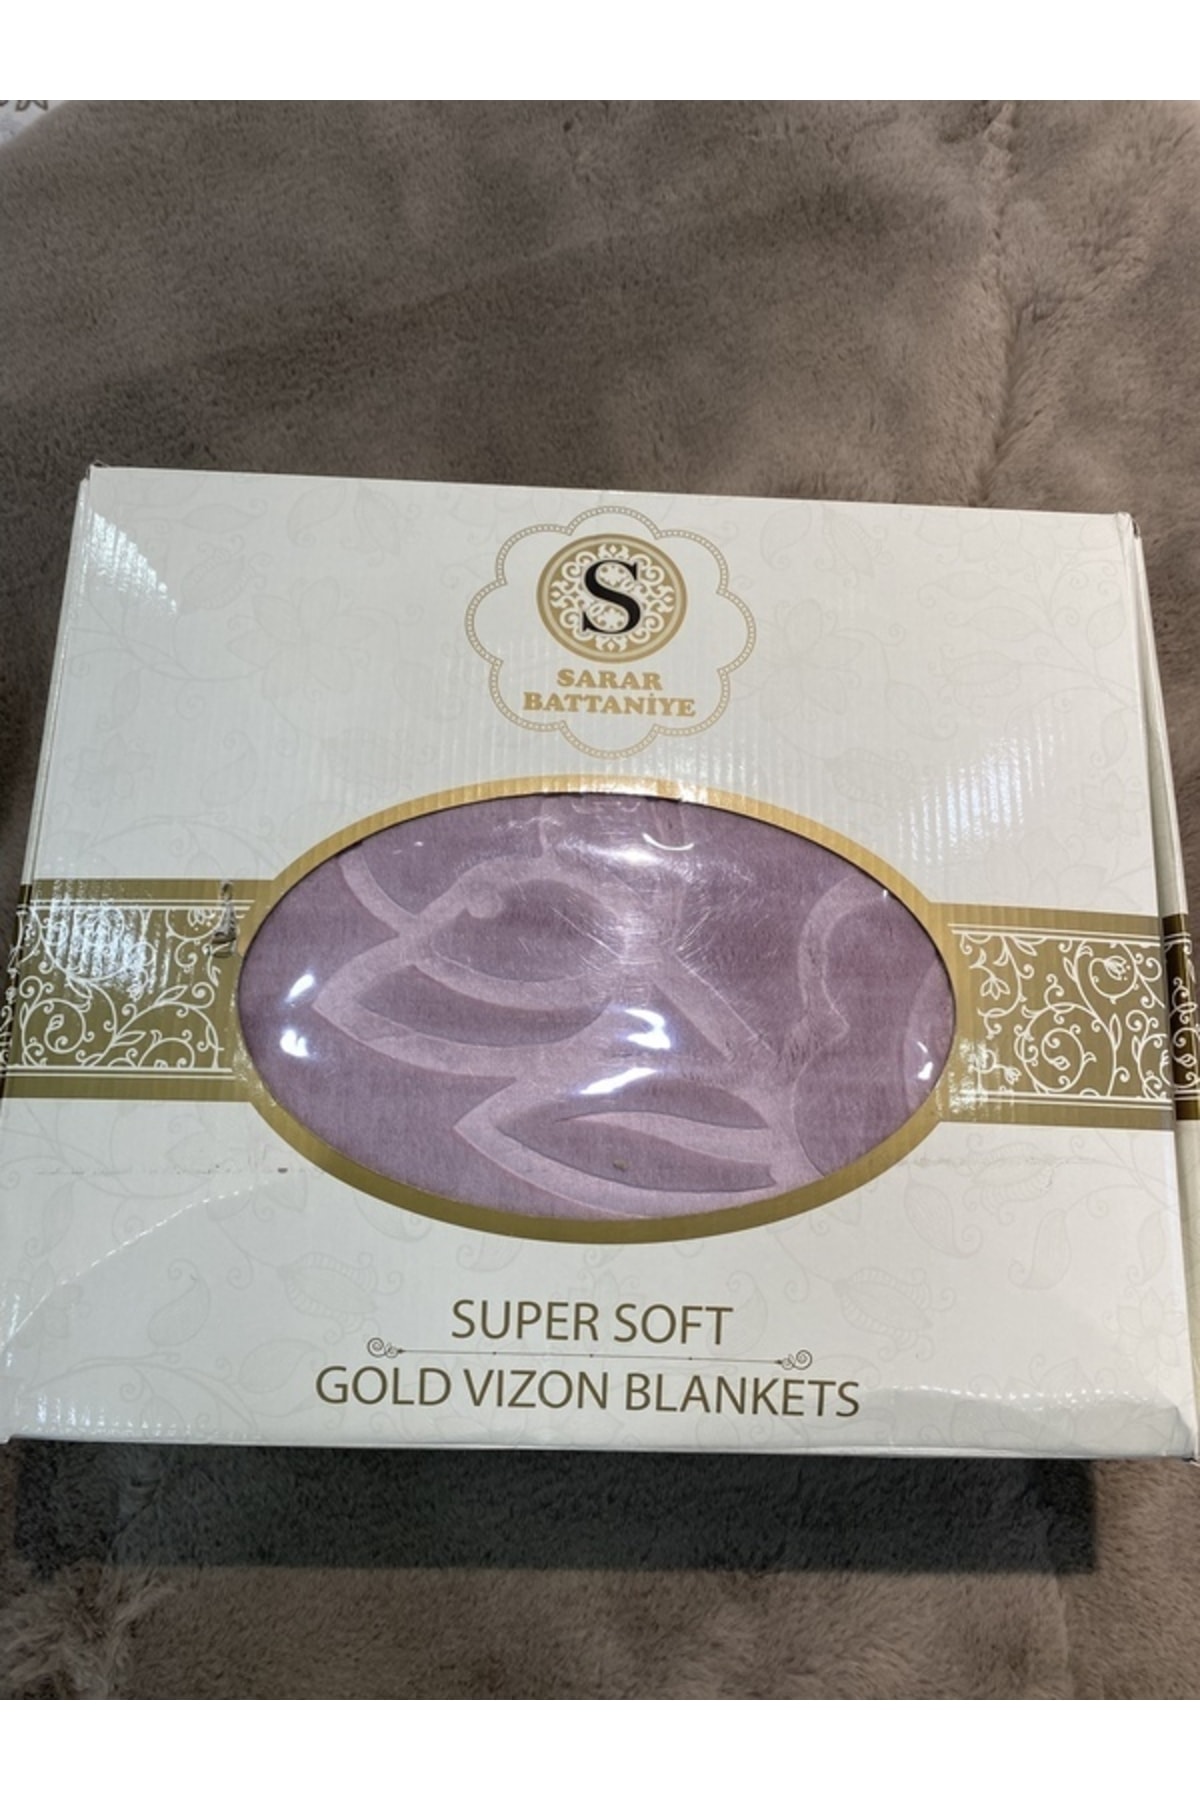 S
SARAR
BATTANİYE
SUPER SOFT
GOLD VIZON BLANKETS